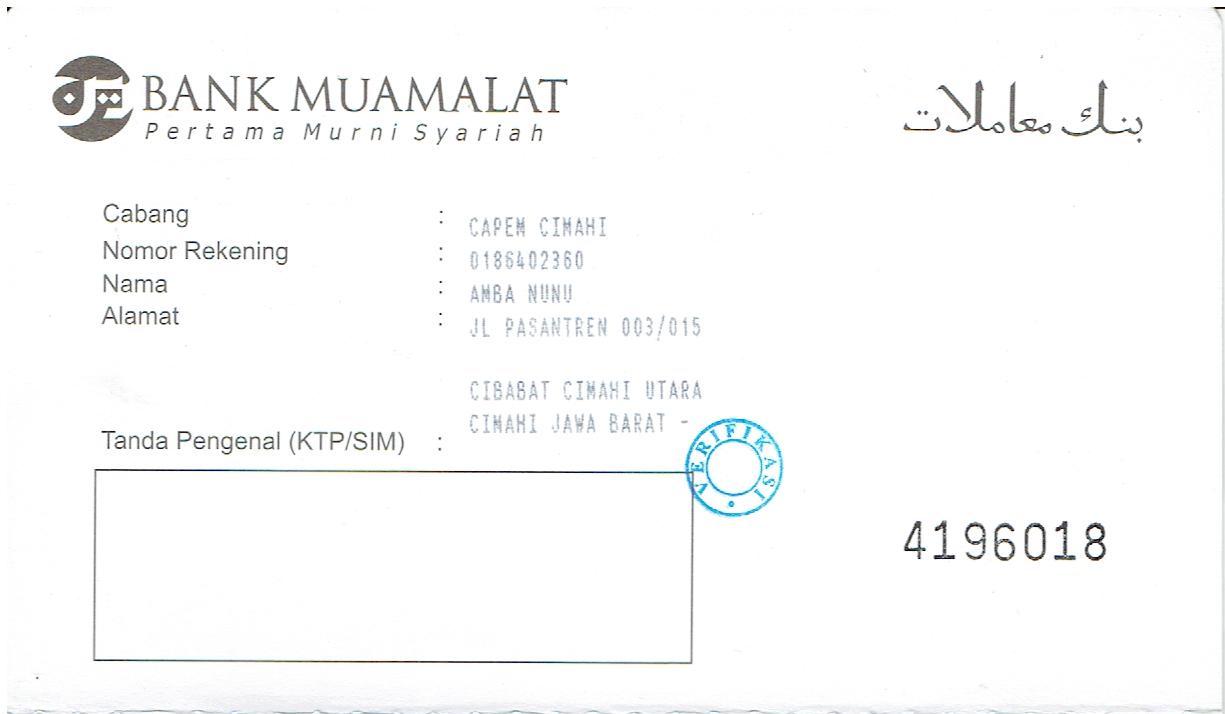 BANK MUAMALAT
Pertama Murni Syariah
بنك معاملات
Cabang : CAPEM CIMAHI
Nomor Rekening : 0186402360
Nama : AMBA NUNU
Alamat : JL PASANTREN 003/015
CIBABAT CIMAHI UTARA
CIMAHI JAWA BARAT -
Tanda Pengenal (KTP/SIM) :
VERIFIKASI
4196018